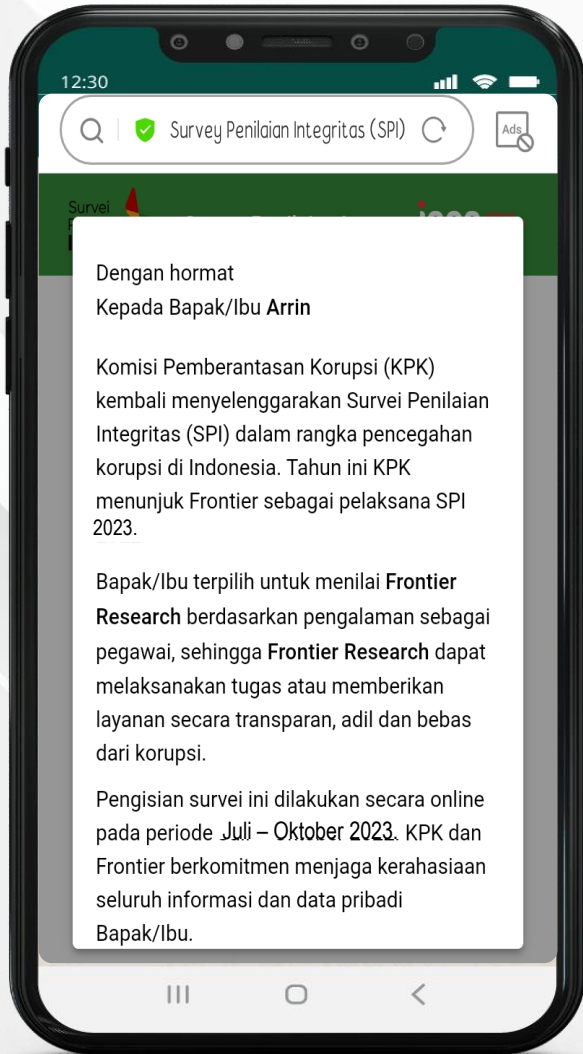 12:30
Survey Penilaian Integritas (SPI)
Ads
Survei
Dengan hormat
Kepada Bapak/Ibu Arrin
Komisi Pemberantasan Korupsi (KPK)
kembali menyelenggarakan Survei Penilaian
Integritas (SPI) dalam rangka pencegahan
korupsi di Indonesia. Tahun ini KPK
menunjuk Frontier sebagai pelaksana SPI
2023.
Bapak/Ibu terpilih untuk menilai Frontier
Research berdasarkan pengalaman sebagai
pegawai, sehingga Frontier Research dapat
melaksanakan tugas atau memberikan
layanan secara transparan, adil dan bebas
dari korupsi.
Pengisian survei ini dilakukan secara online
pada periode Juli – Oktober 2023. KPK dan
Frontier berkomitmen menjaga kerahasiaan
seluruh informasi dan data pribadi
Bapak/Ibu.